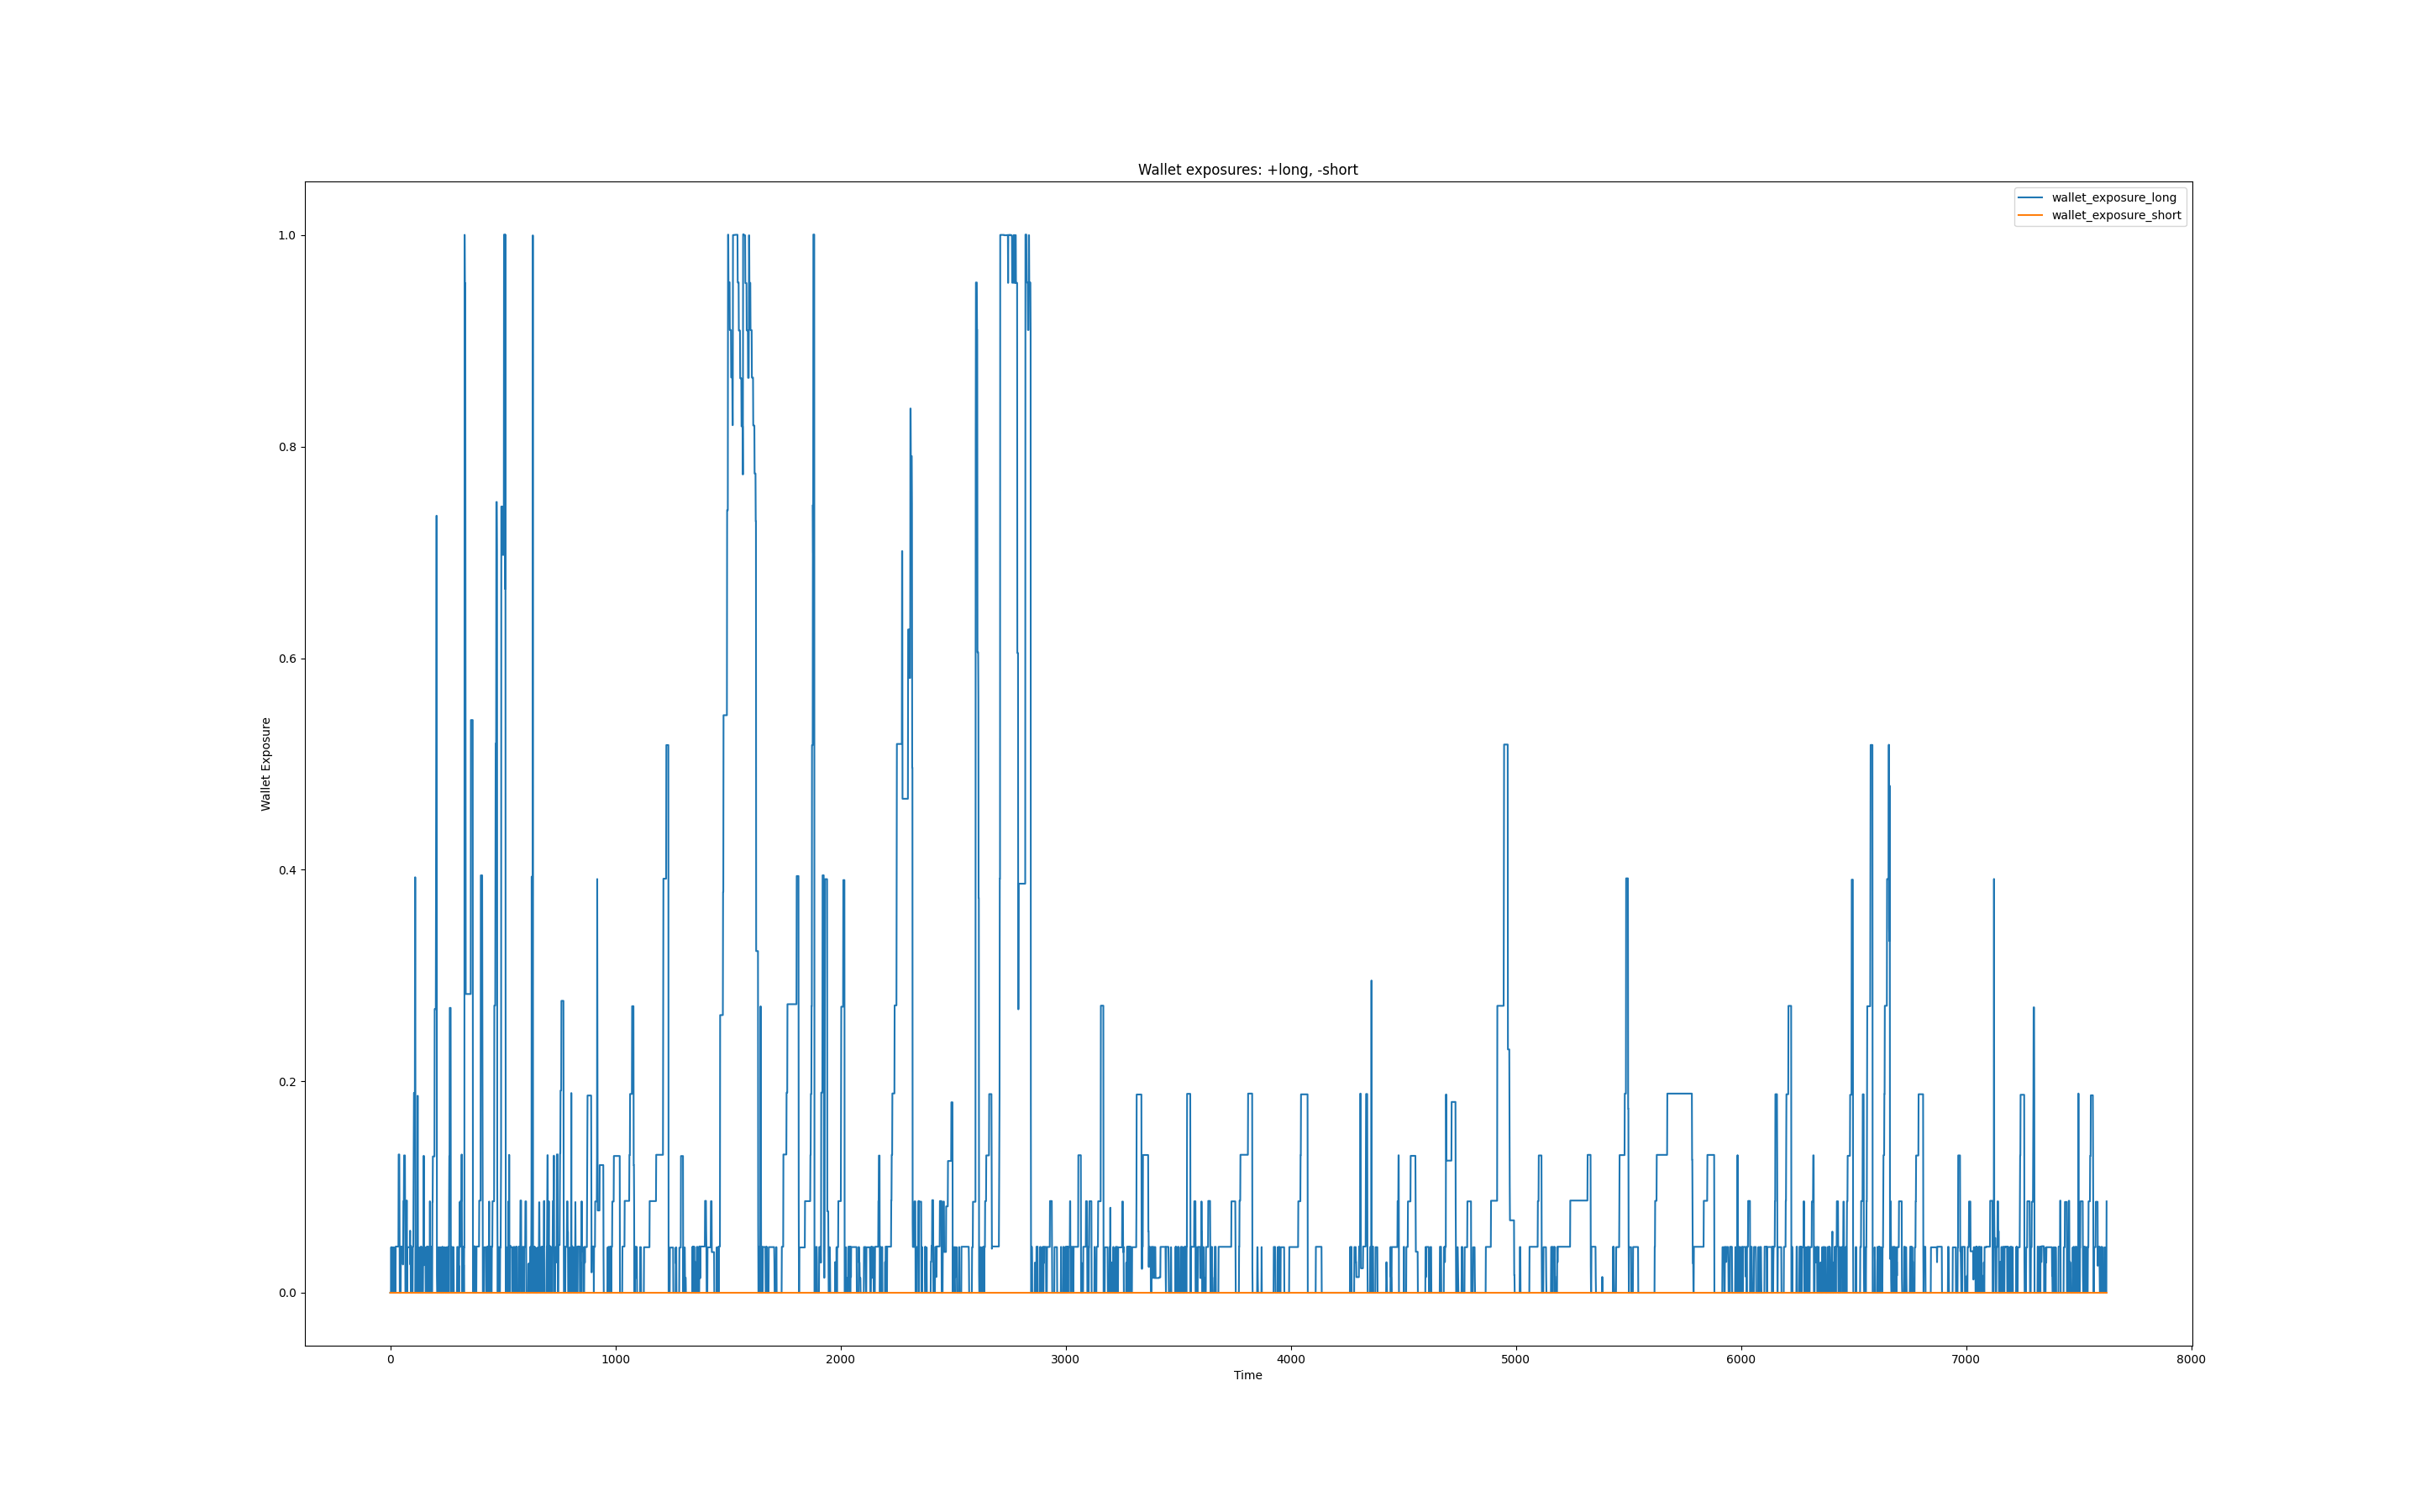 Wallet exposures: +long, -short
wallet_exposure_long
wallet_exposure_short
1.0
0.8
0.6
0.4
0.2
0.0
Wallet Exposure
0 1000 2000 3000 4000 5000 6000 7000 8000
Time